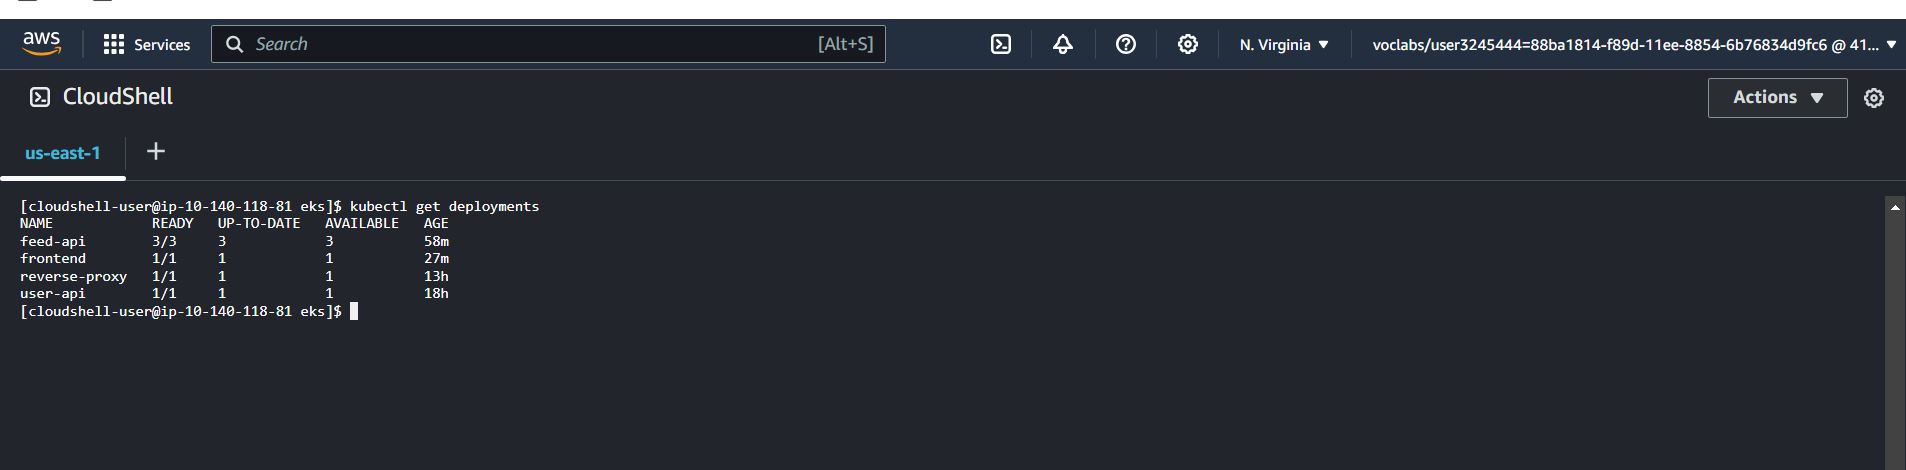 aws
Services
Search
[Alt+S]
N. Virginia
voclabs/user3245444=88ba1814-f89d-11ee-8854-6b76834d9fc6 @ 41...
CloudShell
Actions
us-east-1
[cloudshell-user@ip-10-140-118-81 eks]$ kubectl get deployments
NAME READY UP-TO-DATE AVAILABLE AGE
feed-api 3/3 3 3 58m
frontend 1/1 1 1 27m
reverse-proxy 1/1 1 1 13h
user-api 1/1 1 1 18h
[cloudshell-user@ip-10-140-118-81 eks]$